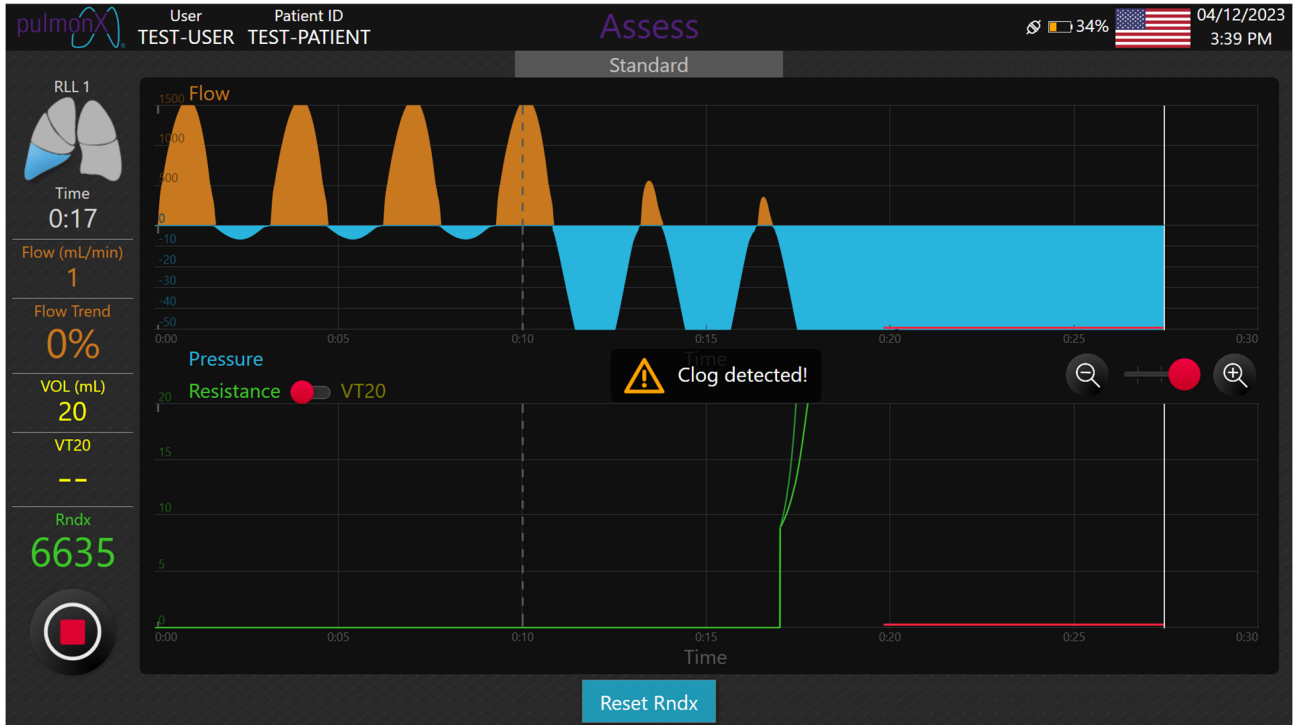 pulmonX
User
TEST-USER
Patient ID
TEST-PATIENT
Assess
34%
04/12/2023
3:39 PM
Standard
RLL 1
Time
0:17
Flow (mL/min)
1
Flow Trend
0%
VOL (mL)
20
VT20
--
Rndx
6635
Flow
1500
1000
500
0
-10
-20
-30
-40
-50
0:00
0:05
0:10
0:15
0:20
0:25
0:30
Time
Pressure
Resistance
VT20
Clog detected!
20
15
10
5
0
0:00
0:05
0:10
0:15
0:20
0:25
0:30
Time
Reset Rndx